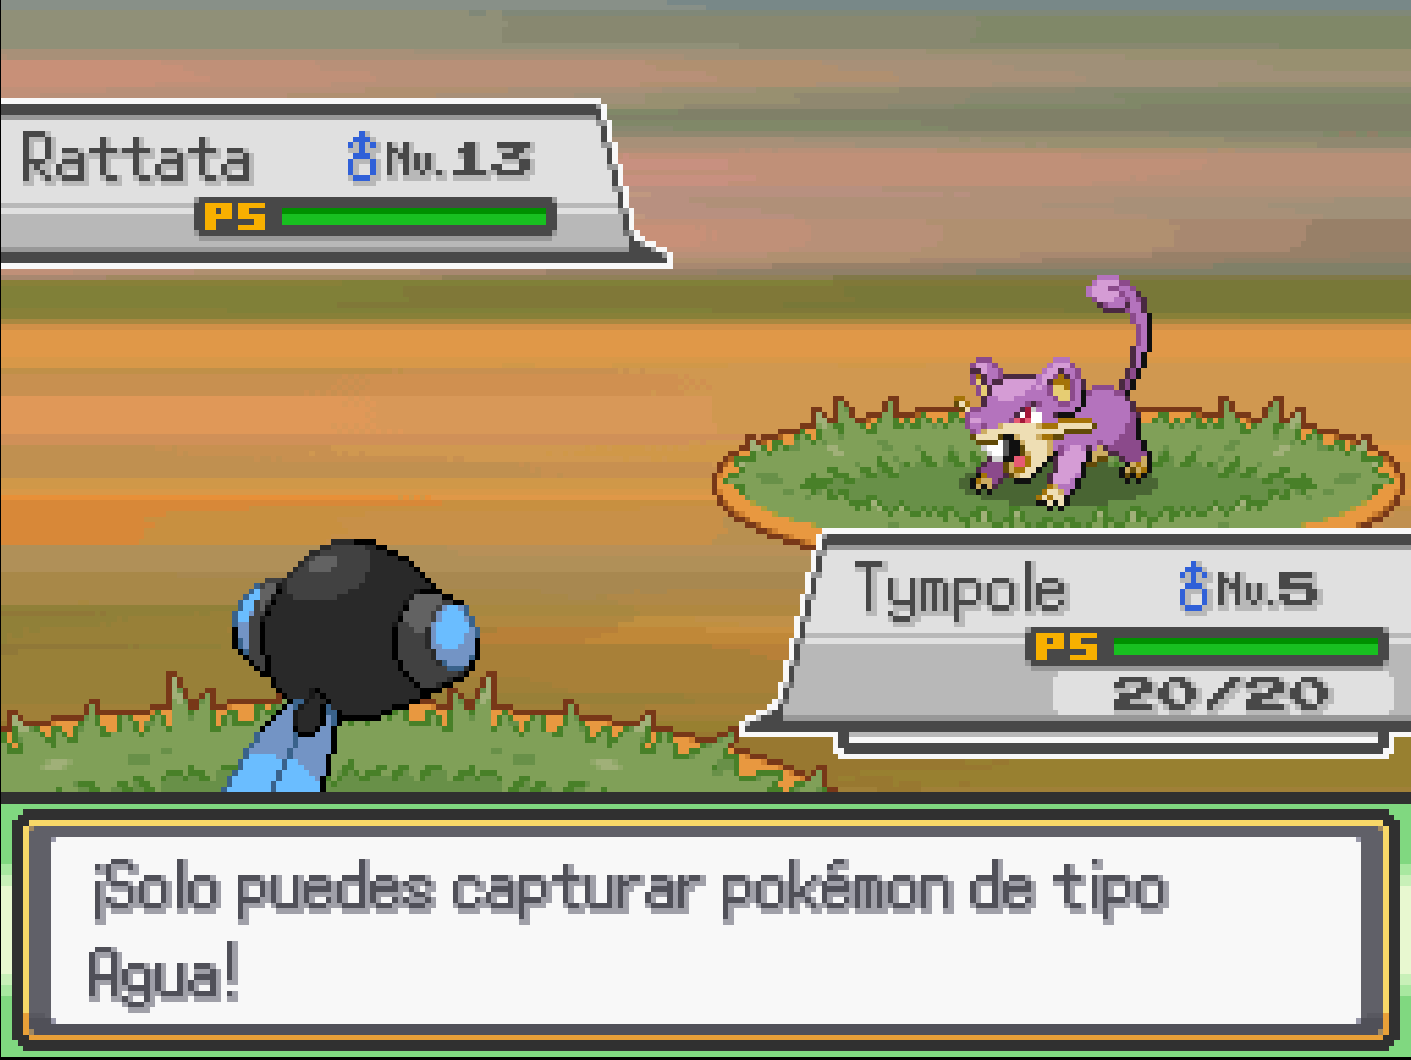 Rattata ♂Nv.13
PS
Tympole ♂Nv.5
PS
20/20
¡Solo puedes capturar pokémon de tipo
Agua!